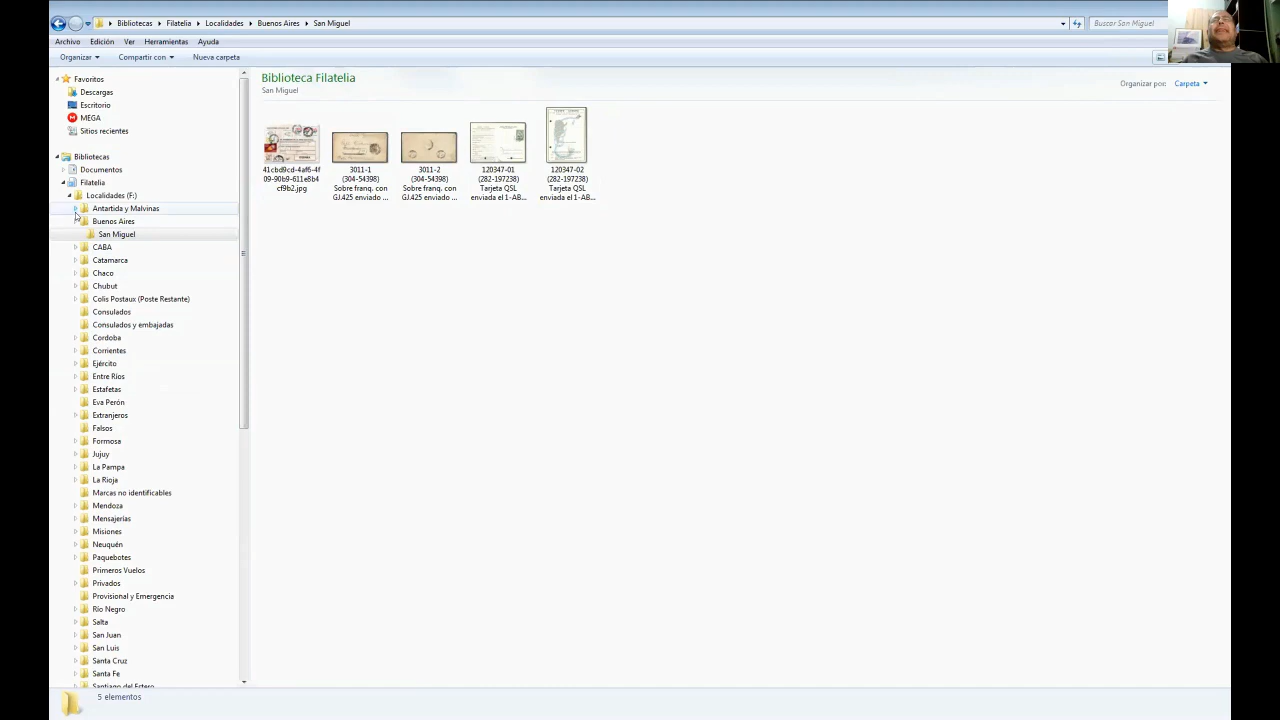 Bibliotecas
Filatelia
Localidades
Buenos Aires
San Miguel
Buscar San Miguel
Archivo
Edición
Ver
Herramientas
Ayuda
Organizar
Compartir con
Nueva carpeta
Favoritos
Descargas
Escritorio
MEGA
Sitios recientes
Bibliotecas
Documentos
Filatelia
Localidades (F:)
Antartida y Malvinas
Buenos Aires
San Miguel
CABA
Catamarca
Chaco
Chubut
Colis Postaux (Poste Restante)
Consulados
Consulados y embajadas
Cordoba
Corrientes
Ejército
Entre Ríos
Estafetas
Eva Perón
Extranjeros
Falsos
Formosa
Jujuy
La Pampa
La Rioja
Marcas no identificables
Mendoza
Mensajerías
Misiones
Neuquén
Paquebotes
Primeros Vuelos
Privados
Provisional y Emergencia
Río Negro
Salta
San Juan
San Luis
Santa Cruz
Santa Fe
Santiago del Estero
Biblioteca Filatelia
San Miguel
Organizar por:
Carpeta
41cbd9cd-4af6-4f
09-90b9-611e8b4
cf9b2.jpg
3011-1
(304-54398)
Sobre franq. con
GJ.425 enviado ...
3011-2
(304-54398)
Sobre franq. con
GJ.425 enviado ...
120347-01
(282-197238)
Tarjeta QSL
enviada el 1-AB...
120347-02
(282-197238)
Tarjeta QSL
enviada el 1-AB...
5 elementos